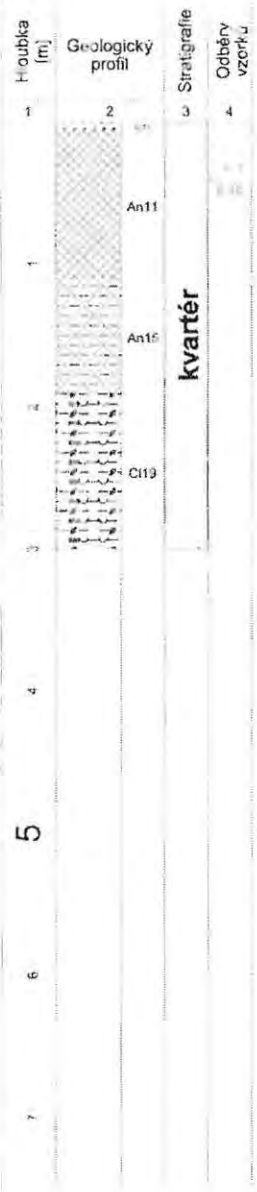 Hloubka
[m]
Geologický
profil
Stratigrafie
Odběry
vzorků
1
2
3
4
An11
1
An15
kvartér
2
Cl19
3
4
5
6
7